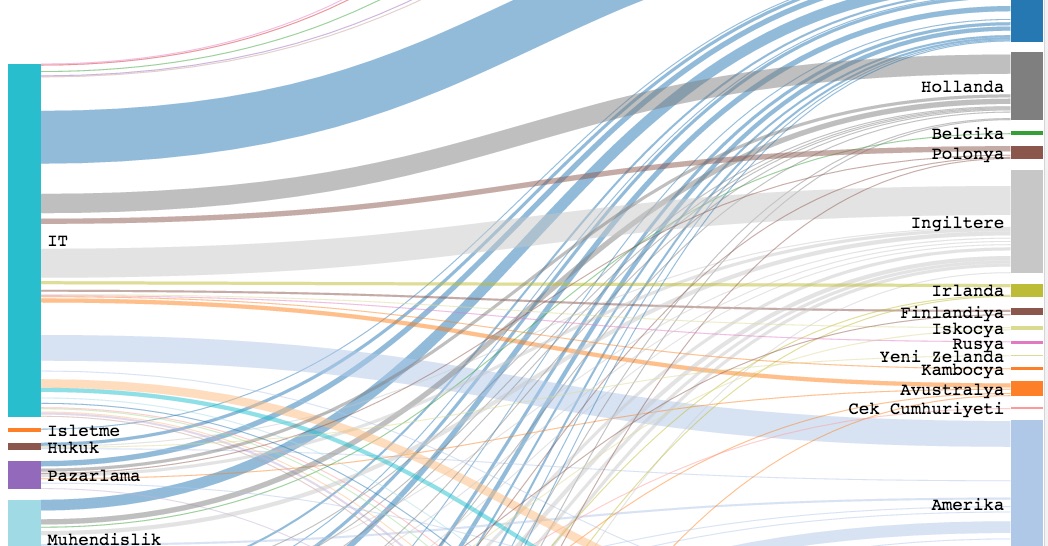 IT
Isletme
Hukuk
Pazarlama
Muhendislik
Hollanda
Belcika
Polonya
Ingiltere
Irlanda
Finlandiya
Iskocya
Rusya
Yeni Zelanda
Kambocya
Avustralya
Cek Cumhuriyeti
Amerika